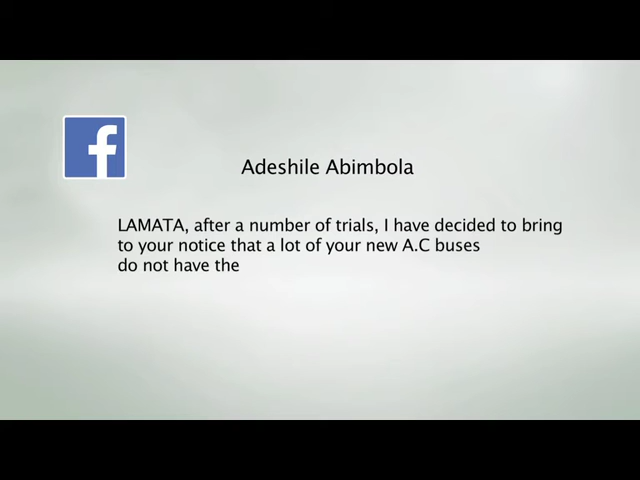 Adeshile Abimbola
LAMATA, after a number of trials, I have decided to bring
to your notice that a lot of your new A.C buses
do not have the